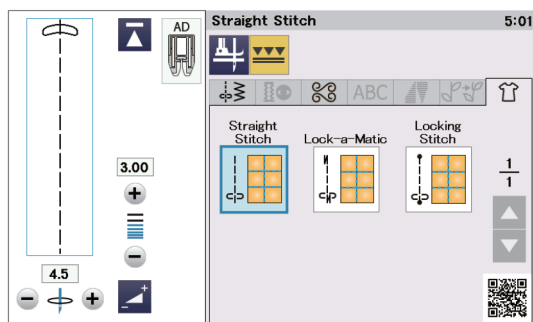 AD
3.00
4.5
Straight Stitch
5:01
ABC
Straight
Stitch
Lock-a-Matic
Locking
Stitch
1
1